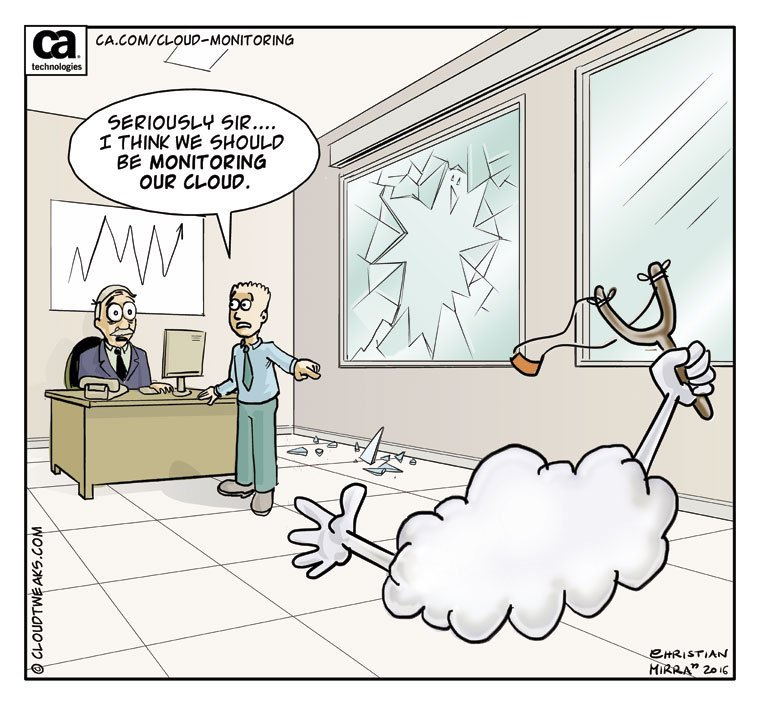 ca
technologies
CA.COM/CLOUD-MONITORING
SERIOUSLY SIR....
I THINK WE SHOULD
BE MONITORING
OUR CLOUD.
© CLOUDTWEAKS.COM
CHRISTIAN
MIRRA" 2016